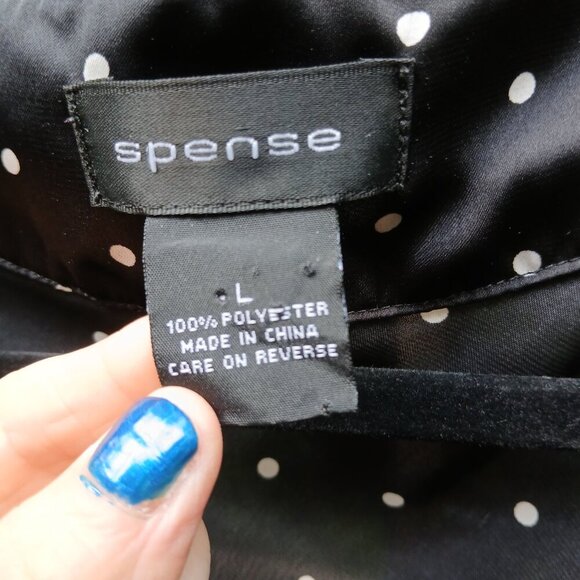 spense
L
100% POLYESTER
MADE IN CHINA
CARE ON REVERSE